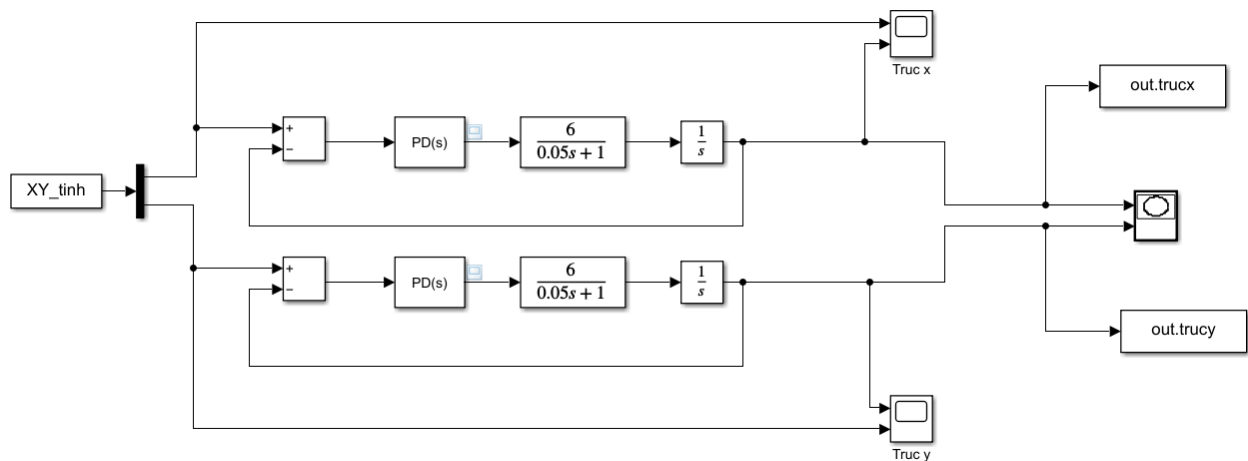 Truc x
out.trucx
+
−
PD(s)
6
0.05s + 1
1
s
XY_tinh
+
−
PD(s)
6
0.05s + 1
1
s
out.trucy
Truc y